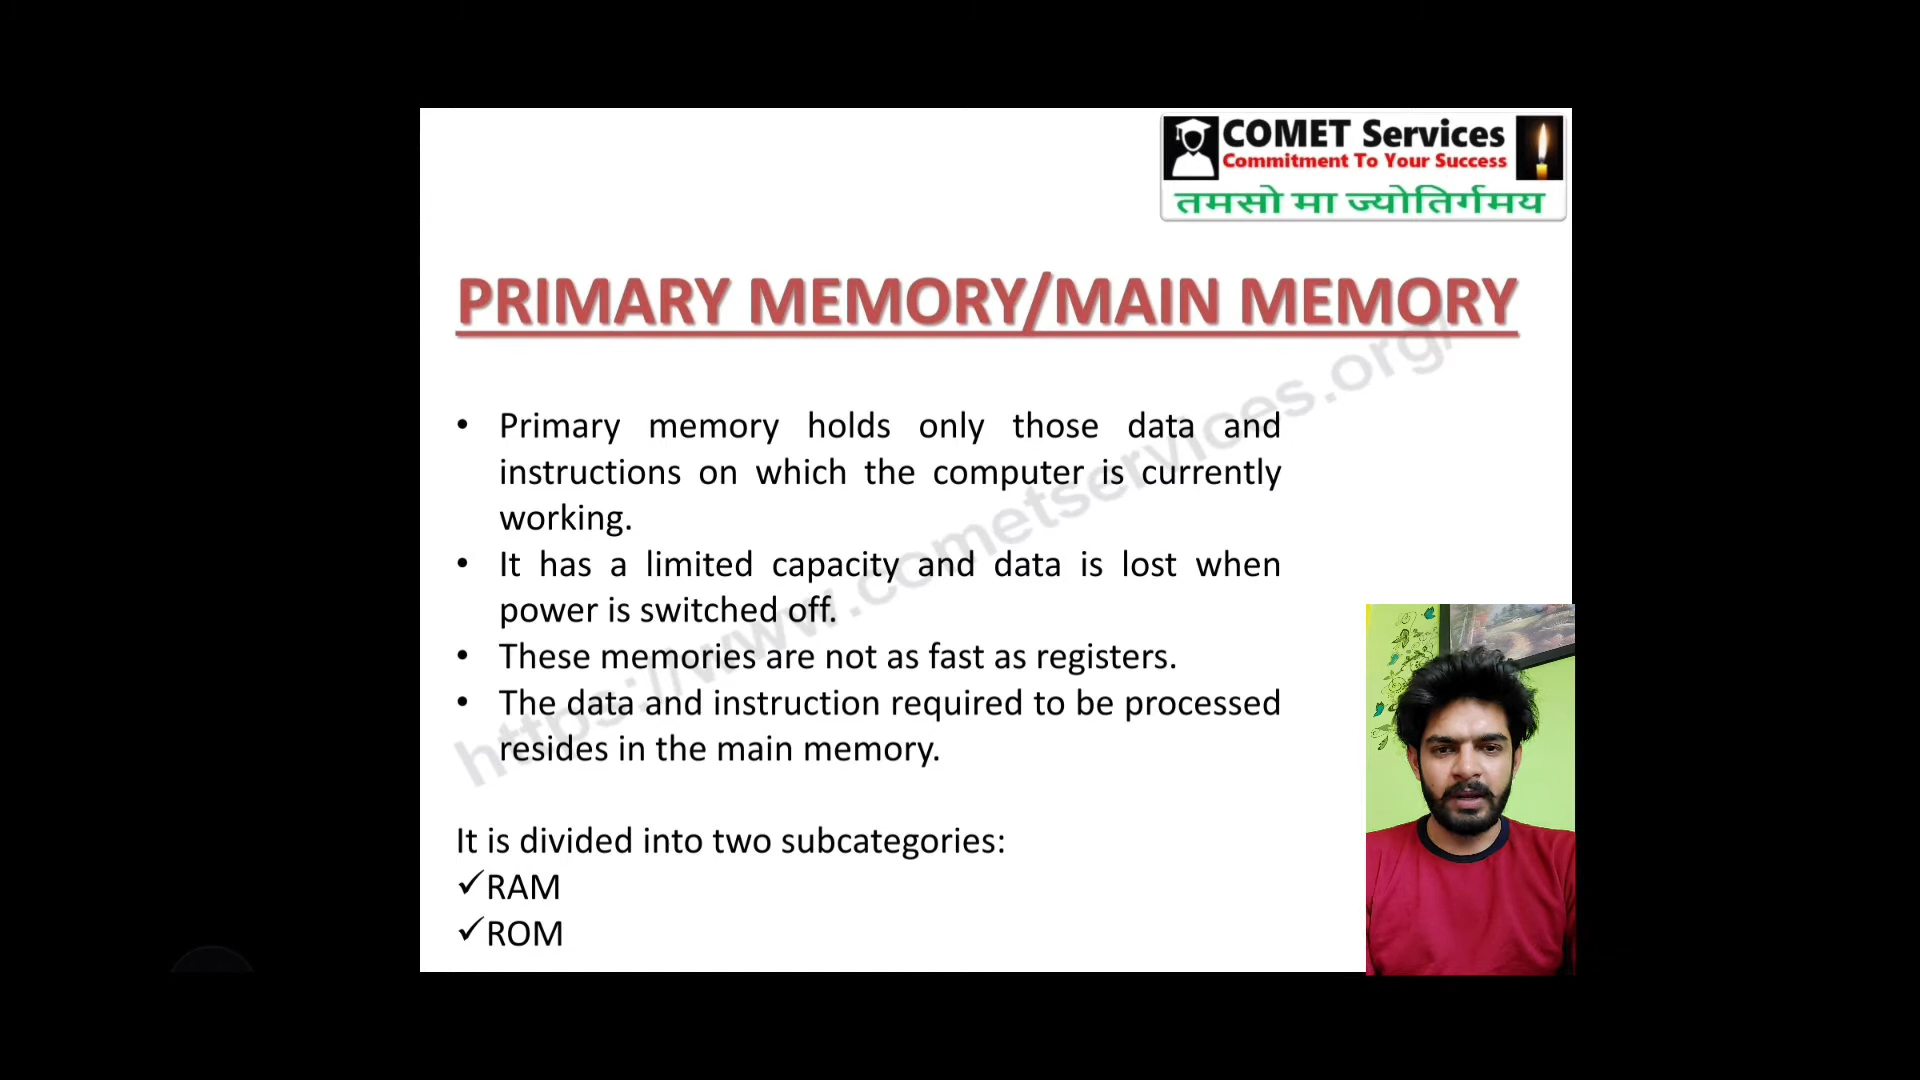 COMET Services
Commitment To Your Success
तमसो मा ज्योतिर्गमय
PRIMARY MEMORY/MAIN MEMORY
• Primary memory holds only those data and
instructions on which the computer is currently
working.
• It has a limited capacity and data is lost when
power is switched off.
• These memories are not as fast as registers.
• The data and instruction required to be processed
resides in the main memory.
It is divided into two subcategories:
✓RAM
✓ROM
https://www.cometservices.org/